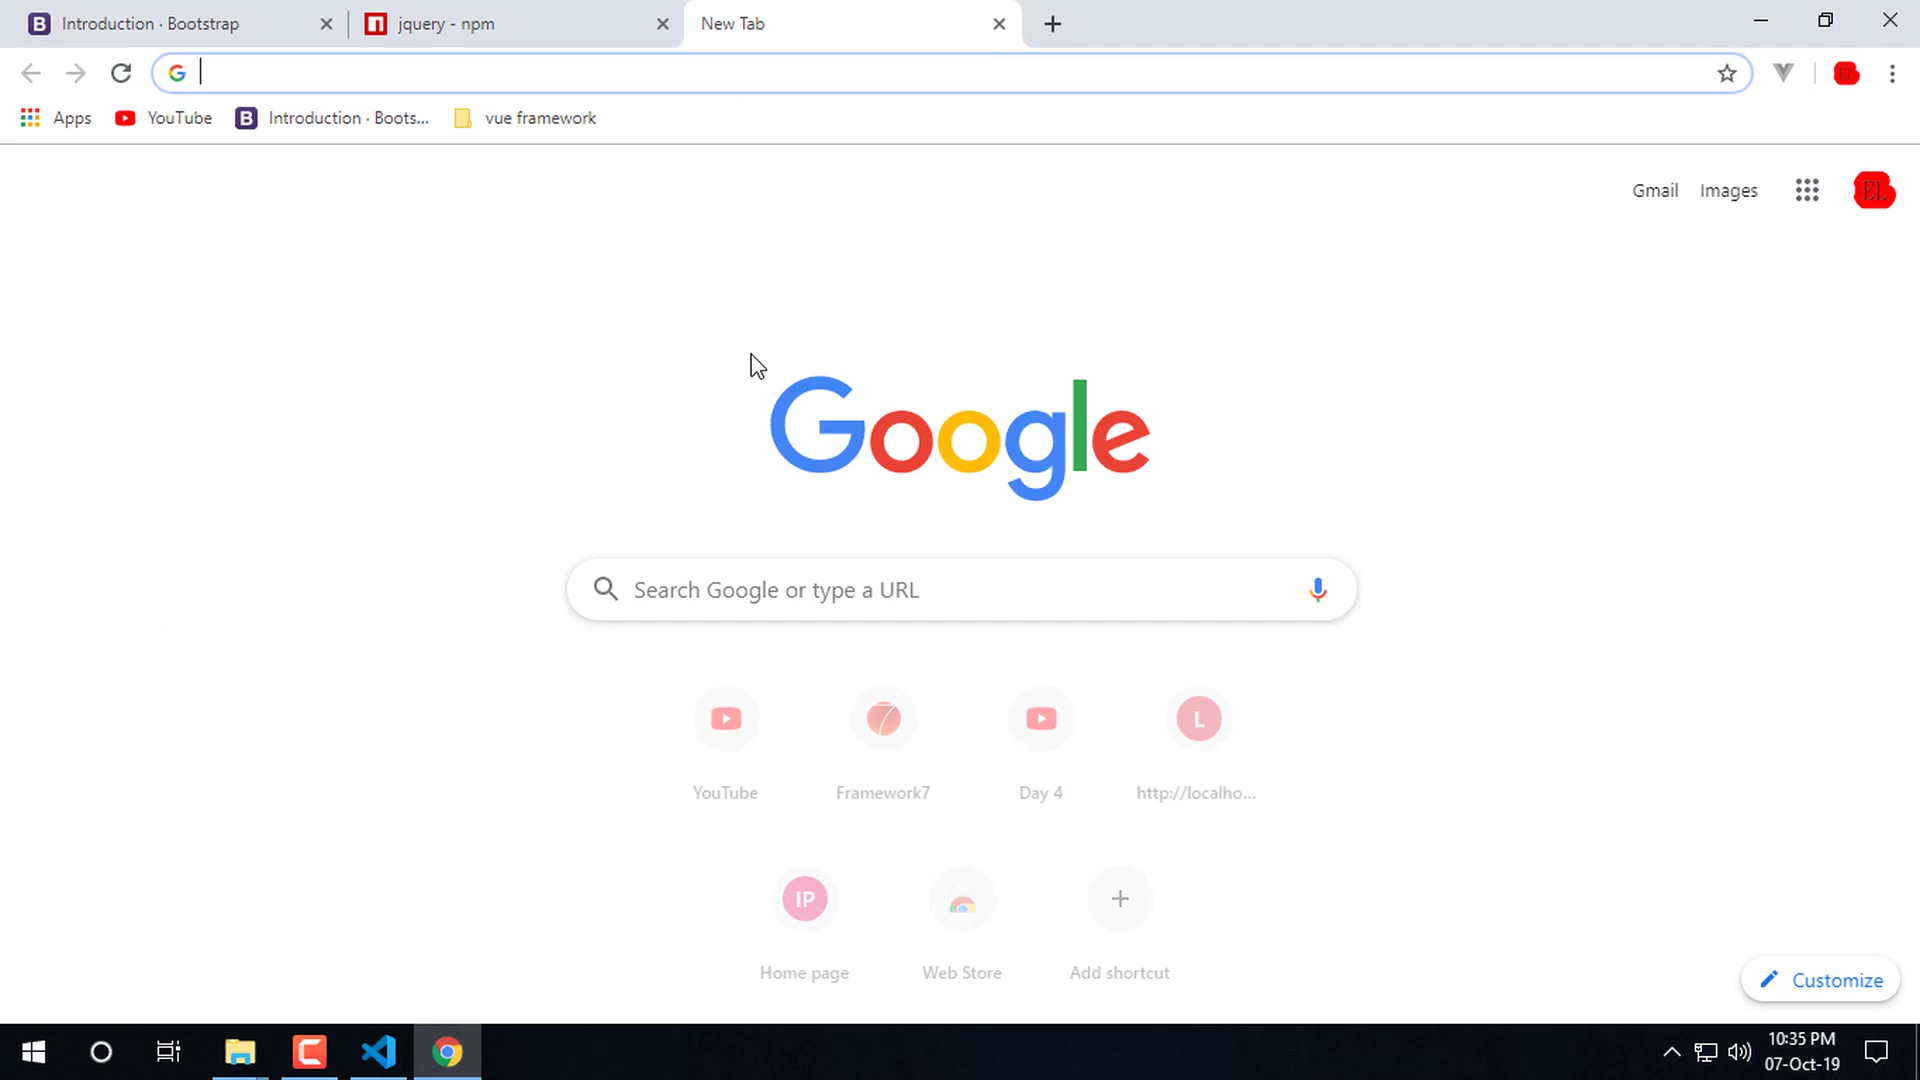 Introduction · Bootstrap
jquery - npm
New Tab
Apps
YouTube
Introduction · Boots...
vue framework
Gmail
Images
EL
Google
Search Google or type a URL
YouTube
Framework7
Day 4
L
http://localho...
IP
Home page
Web Store
Add shortcut
Customize
10:35 PM
07-Oct-19